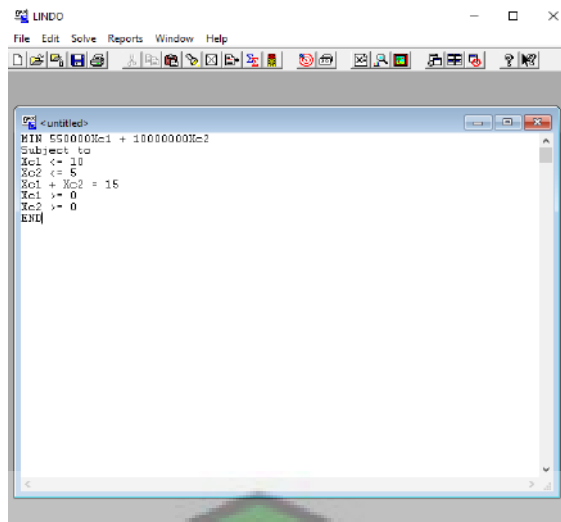 LINDO
File Edit Solve Reports Window Help
<untitled>
MIN 550000Xc1 + 10000000Xc2
Subject to
Xc1 <= 10
Xc2 <= 5
Xc1 + Xc2 = 15
Xc1 >= 0
Xc2 >= 0
END